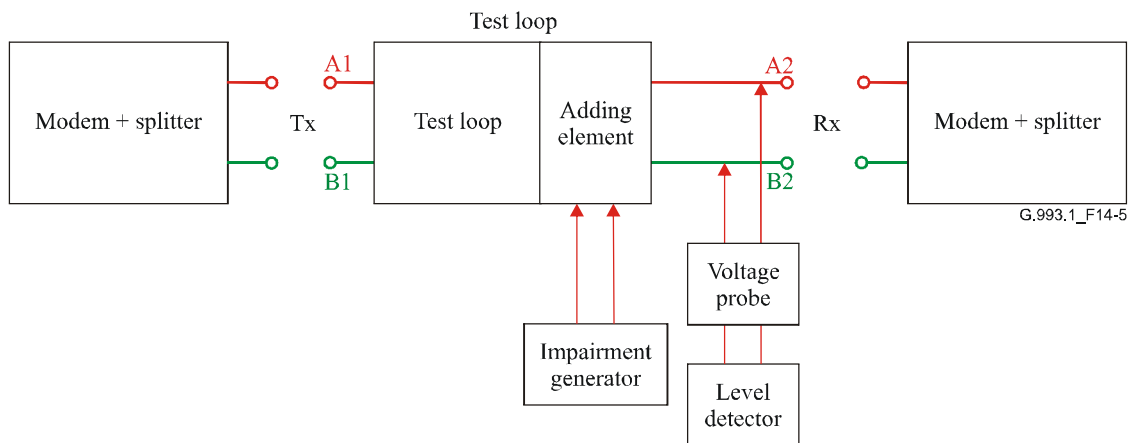 Test loop
Modem + splitter
Tx
A1
B1
Test loop
Adding
element
A2
B2
Rx
Modem + splitter
G.993.1_F14-5
Impairment
generator
Voltage
probe
Level
detector